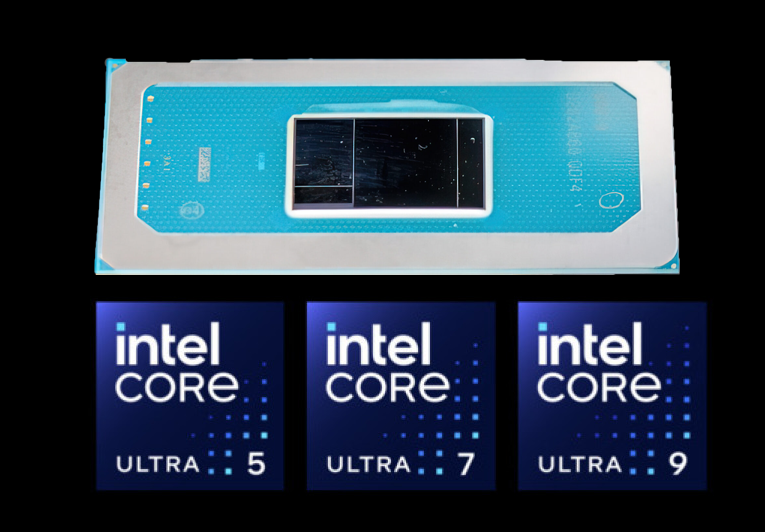 intel
CORE
ULTRA 5
intel
CORE
ULTRA 7
intel
CORE
ULTRA 9